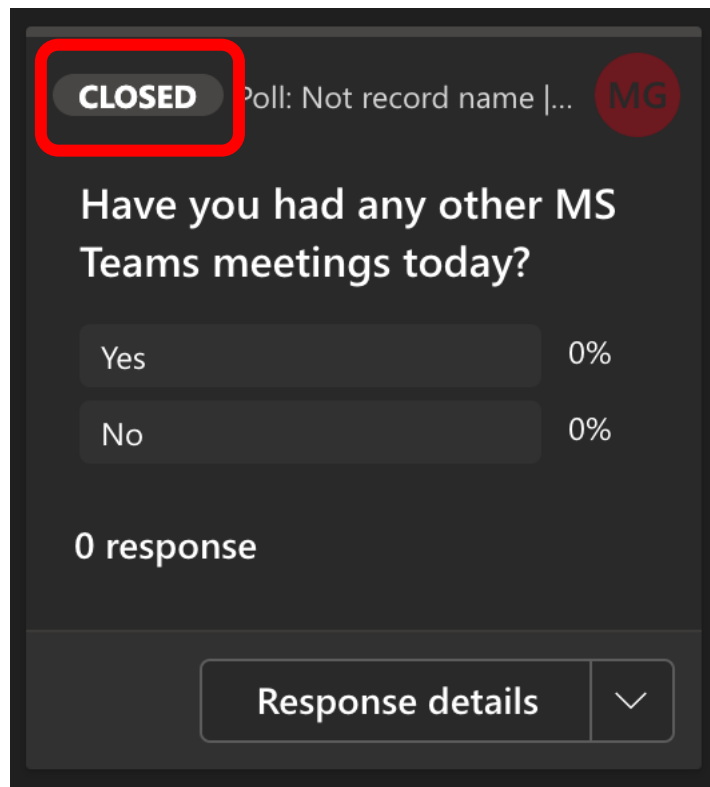 CLOSED Poll: Not record name |... MG
Have you had any other MS
Teams meetings today?
Yes 0%
No 0%
0 response
Response details